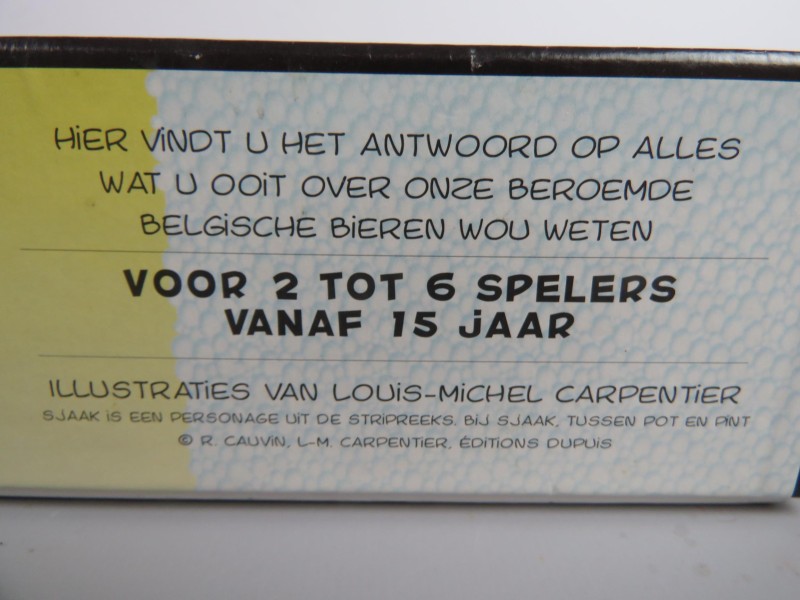 HIER VINDT U HET ANTWOORD OP ALLES
WAT U OOIT OVER ONZE BEROEMDE
BELGISCHE BIEREN WOU WETEN
VOOR 2 TOT 6 SPELERS
VANAF 15 JAAR
ILLUSTRATIES VAN LOUIS-MICHEL CARPENTIER
SJAAK IS EEN PERSONAGE UIT DE STRIPREEKS. BIJ SJAAK, TUSSEN POT EN PINT
© R. CAUVIN, L-M. CARPENTIER, ÉDITIONS DUPUIS